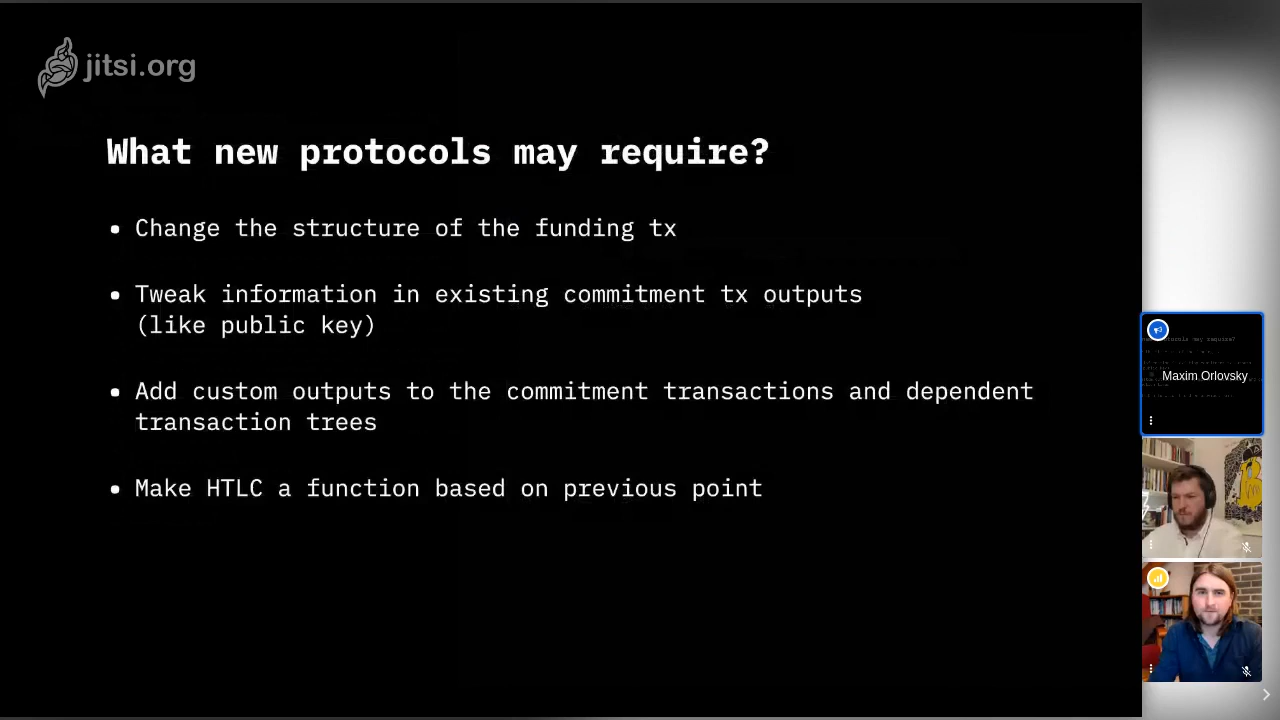 jitsi.org
What new protocols may require?
• Change the structure of the funding tx
• Tweak information in existing commitment tx outputs
(like public key)
• Add custom outputs to the commitment transactions and dependent
transaction trees
• Make HTLC a function based on previous point
Maxim Orlovsky